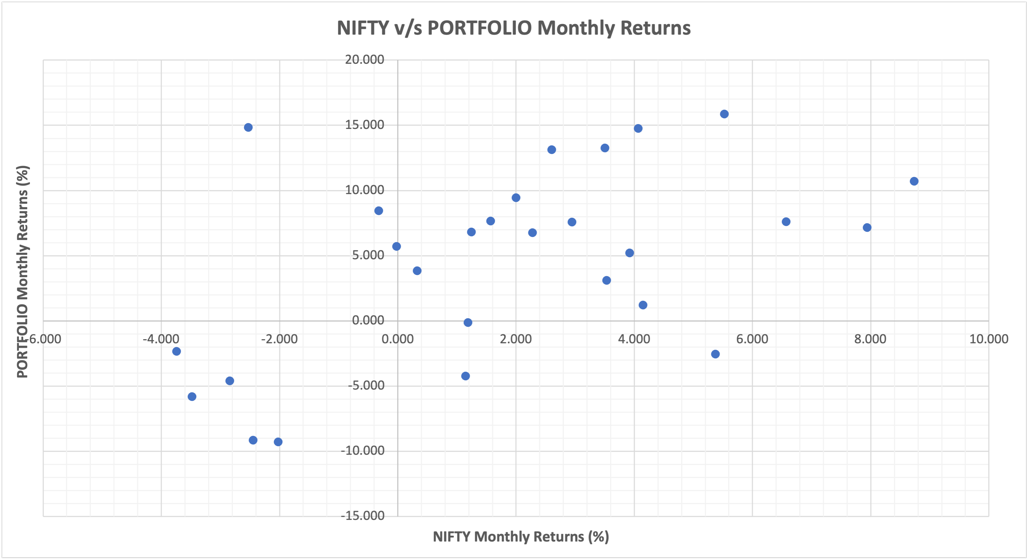 NIFTY v/s PORTFOLIO Monthly Returns
20.000
15.000
10.000
5.000
0.000
-5.000
-10.000
-15.000
-6.000 -4.000 -2.000 0.000 2.000 4.000 6.000 8.000 10.000
PORTFOLIO Monthly Returns (%)
NIFTY Monthly Returns (%)